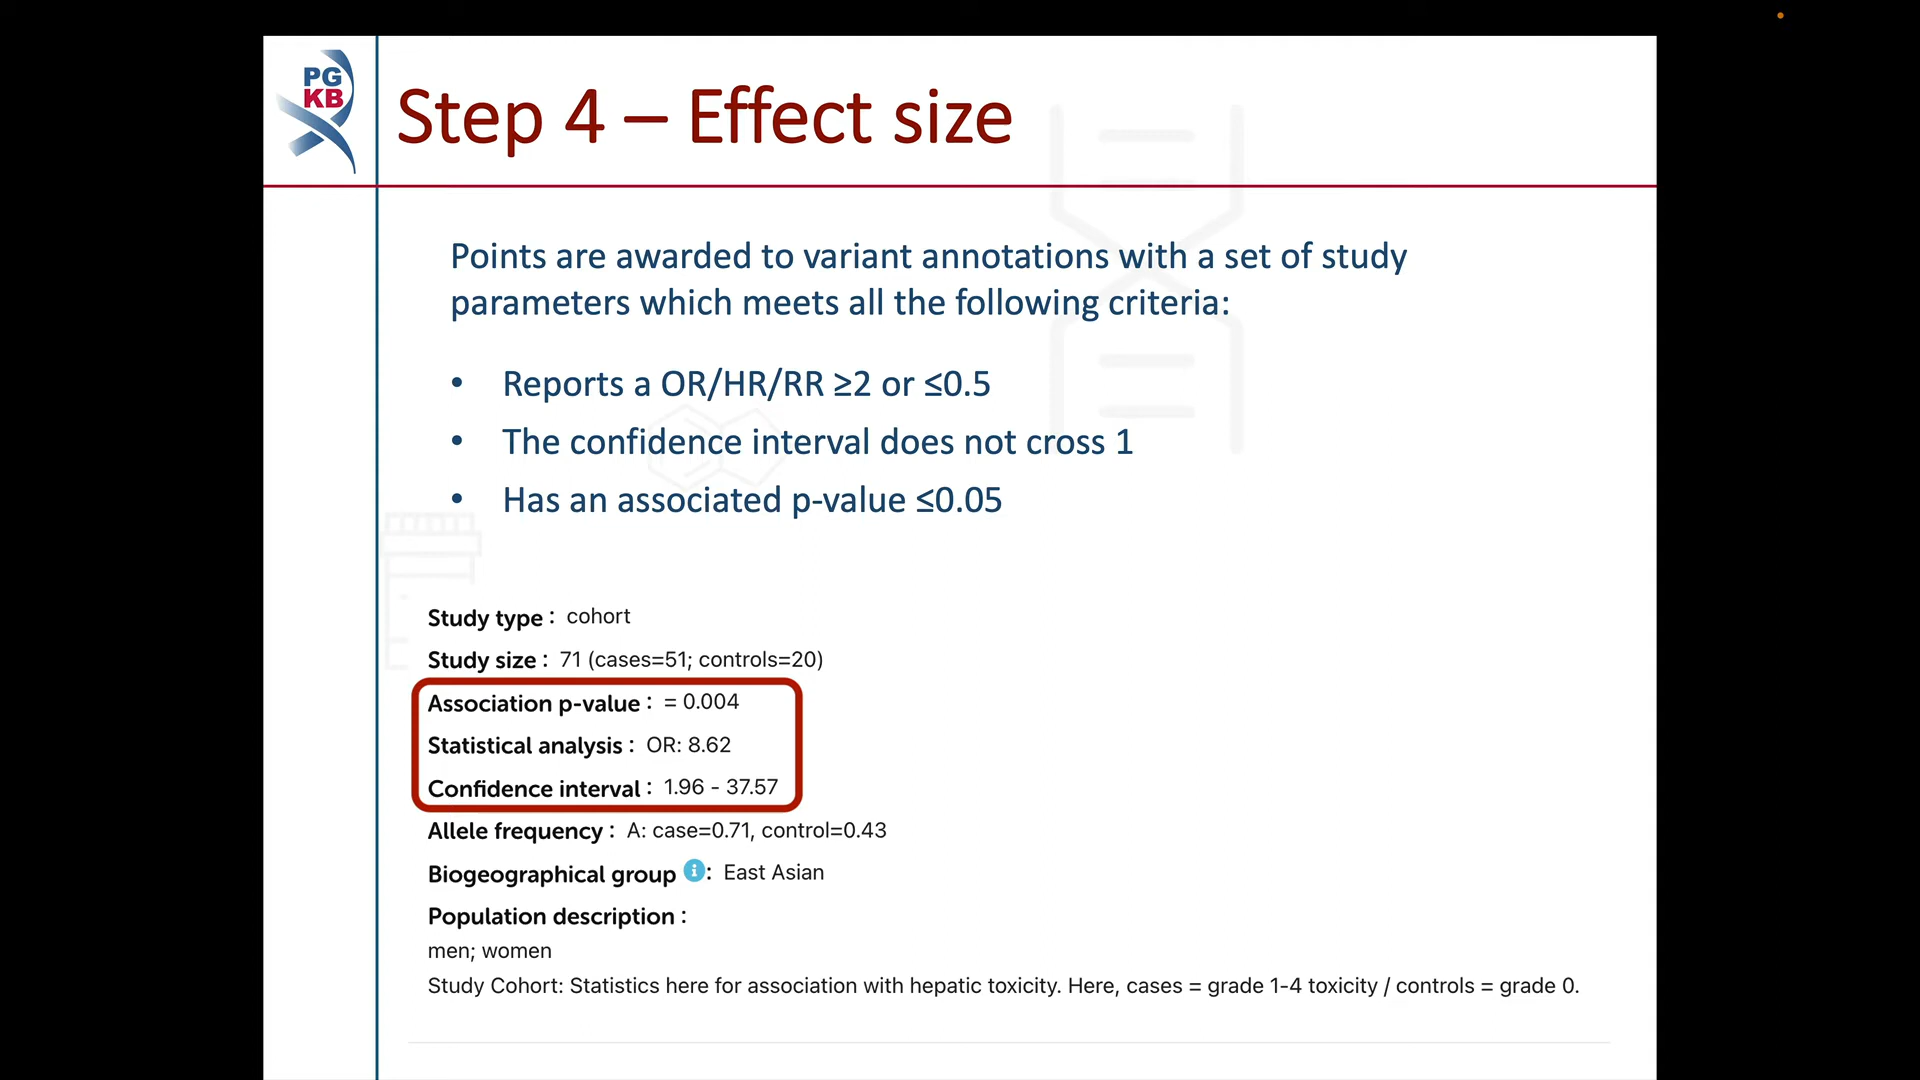 PG
KB
Step 4 – Effect size
Points are awarded to variant annotations with a set of study
parameters which meets all the following criteria:
• Reports a OR/HR/RR ≥2 or ≤0.5
• The confidence interval does not cross 1
• Has an associated p-value ≤0.05
Study type : cohort
Study size : 71 (cases=51; controls=20)
Association p-value : = 0.004
Statistical analysis : OR: 8.62
Confidence interval : 1.96 - 37.57
Allele frequency : A: case=0.71, control=0.43
Biogeographical group i : East Asian
Population description :
men; women
Study Cohort: Statistics here for association with hepatic toxicity. Here, cases = grade 1-4 toxicity / controls = grade 0.